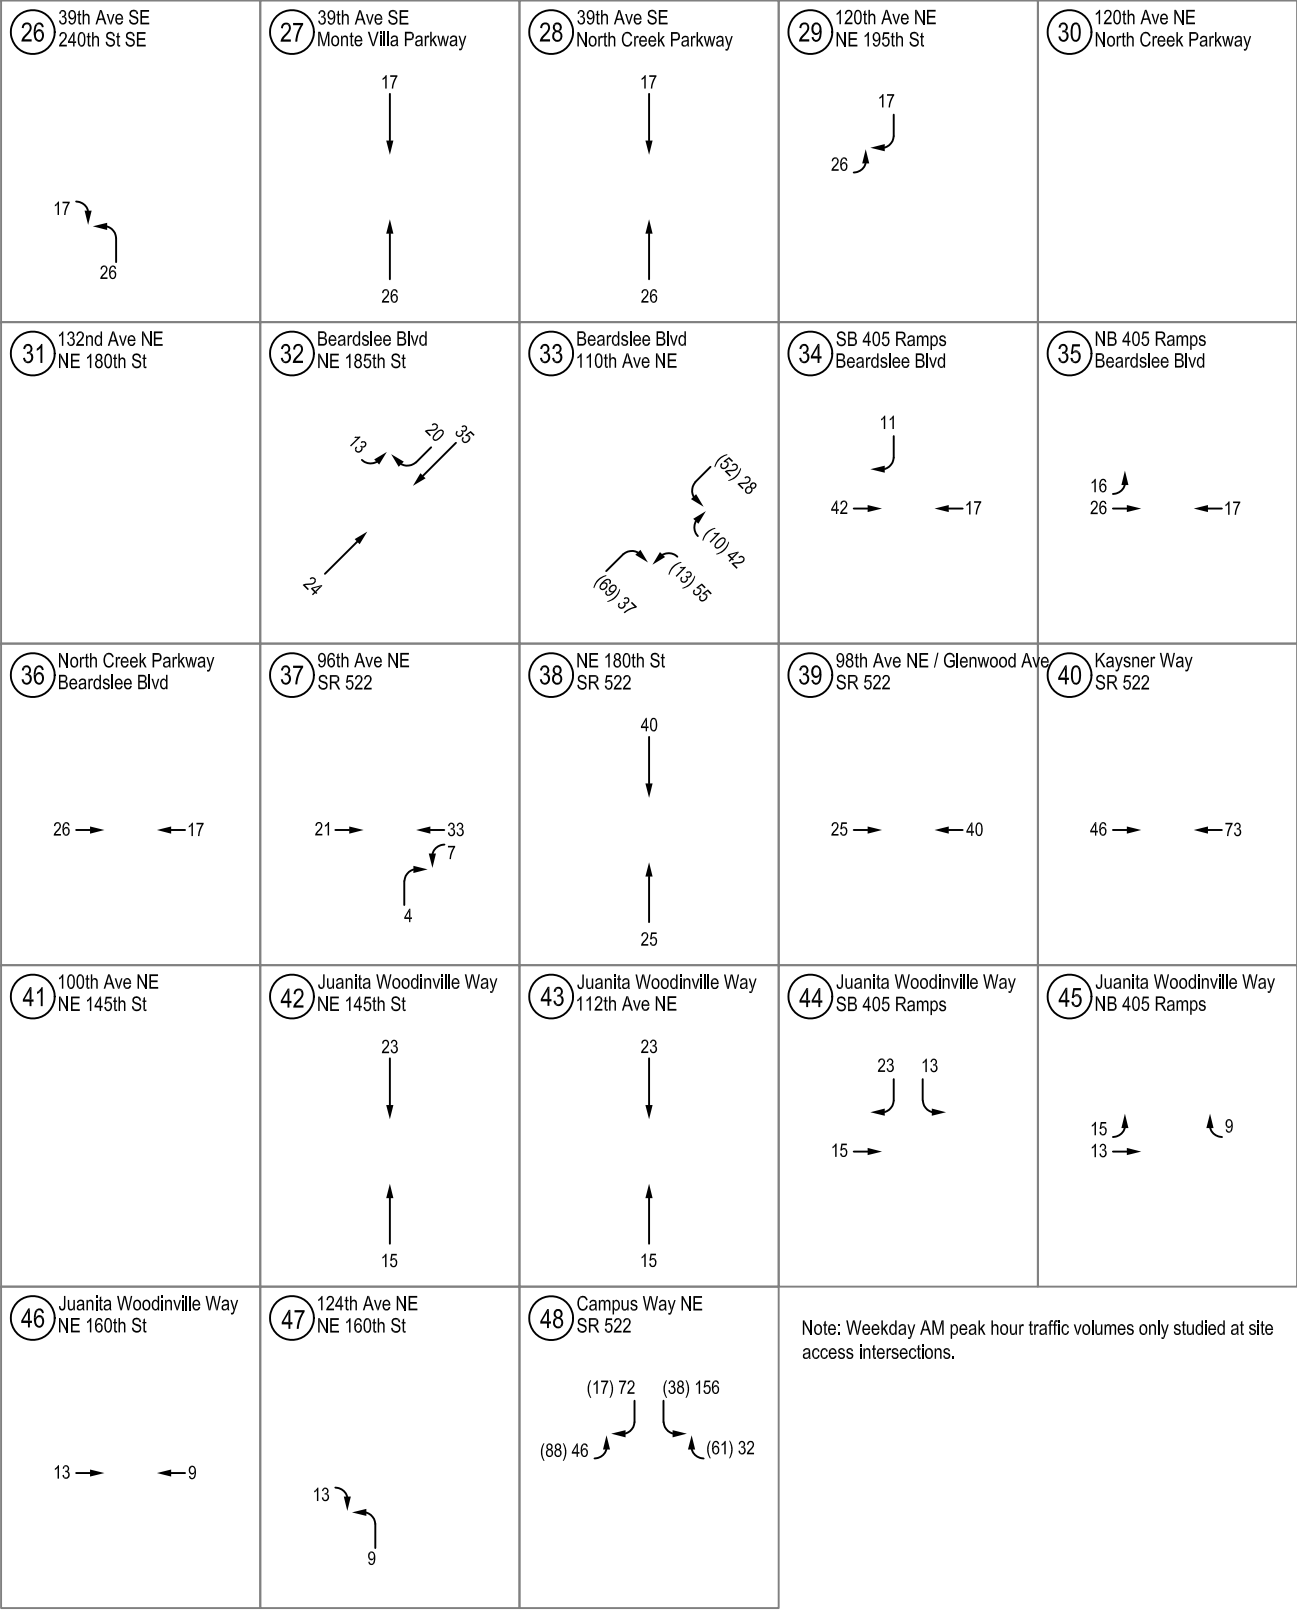 26
39th Ave SE
240th St SE
17
26
27
39th Ave SE
Monte Villa Parkway
17
26
28
39th Ave SE
North Creek Parkway
17
26
29
120th Ave NE
NE 195th St
17
26
30
120th Ave NE
North Creek Parkway
31
132nd Ave NE
NE 180th St
32
Beardslee Blvd
NE 185th St
13
20
35
24
33
Beardslee Blvd
110th Ave NE
(52) 28
(10) 42
(13) 55
(69) 37
34
SB 405 Ramps
Beardslee Blvd
11
42
17
35
NB 405 Ramps
Beardslee Blvd
16
26
17
36
North Creek Parkway
Beardslee Blvd
26
17
37
96th Ave NE
SR 522
21
33
7
4
38
NE 180th St
SR 522
40
25
39
98th Ave NE / Glenwood Ave
SR 522
25
40
40
Kaysner Way
SR 522
46
73
41
100th Ave NE
NE 145th St
42
Juanita Woodinville Way
NE 145th St
23
15
43
Juanita Woodinville Way
112th Ave NE
23
15
44
Juanita Woodinville Way
SB 405 Ramps
23
13
15
45
Juanita Woodinville Way
NB 405 Ramps
15
13
9
46
Juanita Woodinville Way
NE 160th St
13
9
47
124th Ave NE
NE 160th St
13
9
48
Campus Way NE
SR 522
(17) 72
(38) 156
(88) 46
(61) 32
Note: Weekday AM peak hour traffic volumes only studied at site
access intersections.